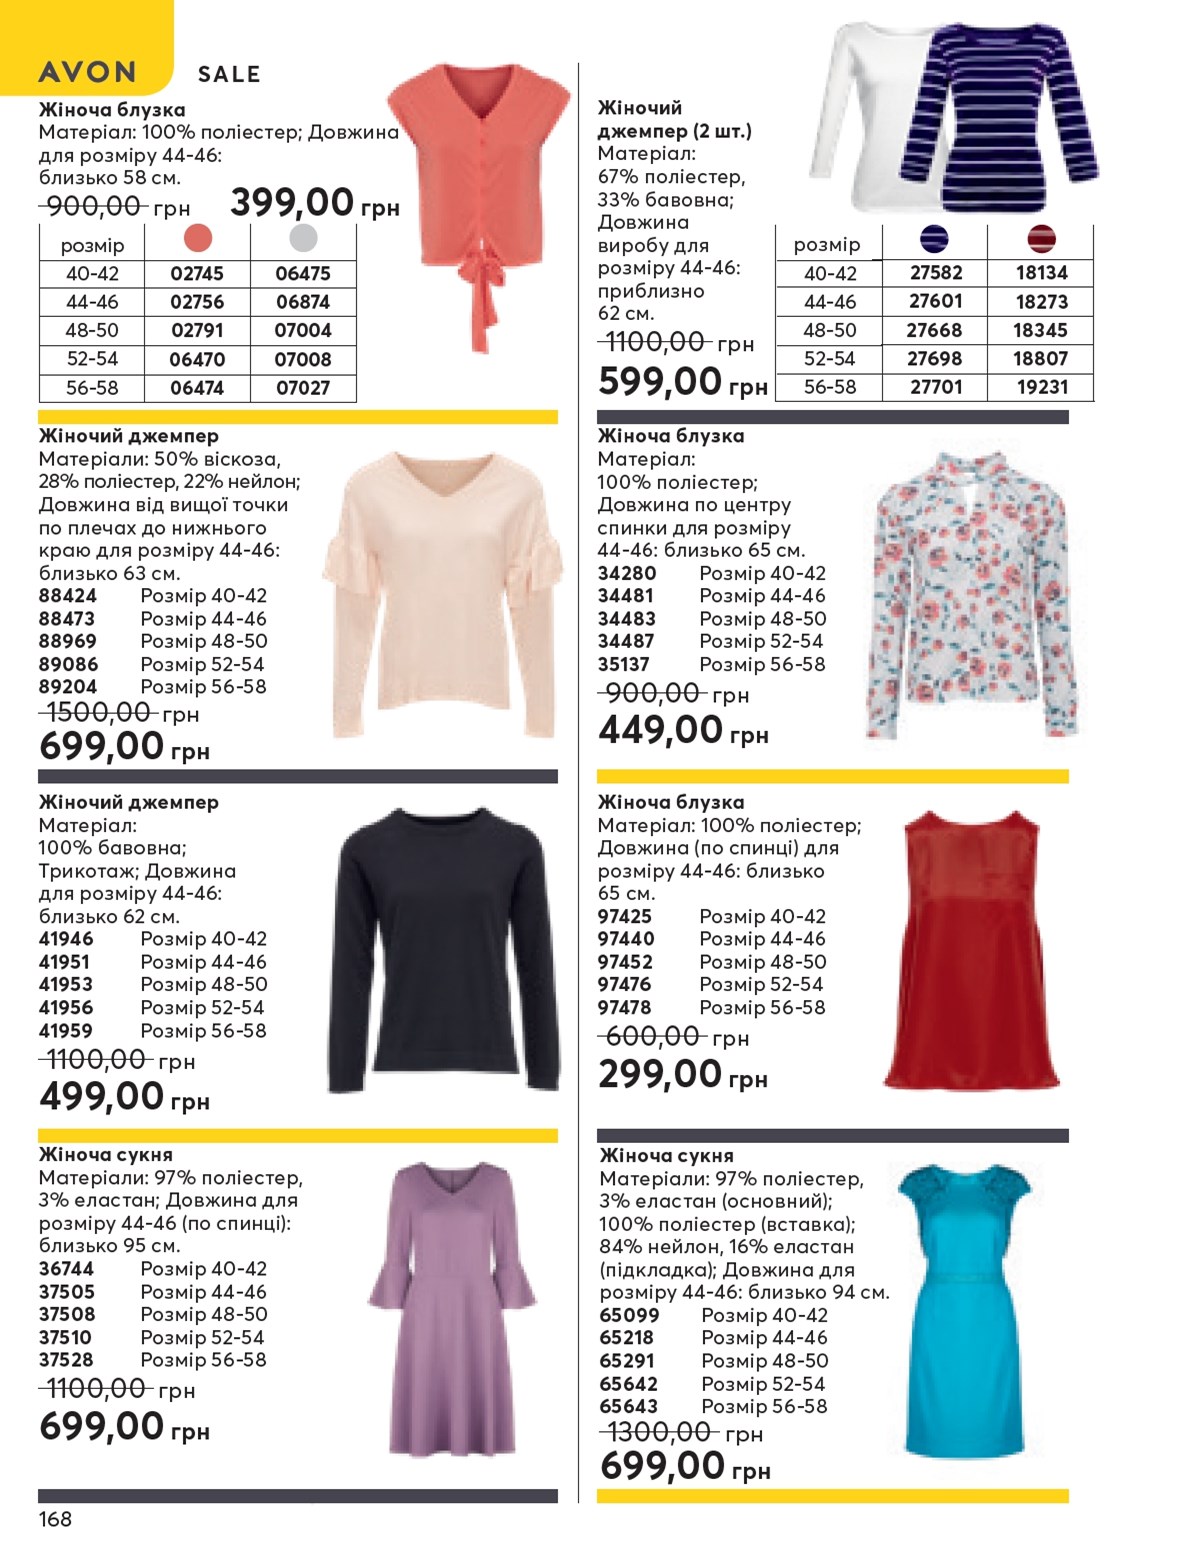 AVON SALE
Жіноча блузка
Матеріал: 100% поліестер; Довжина
для розміру 44-46:
близько 58 см.
900,00 грн 399,00 грн
розмір
40-42 02745 06475
44-46 02756 06874
48-50 02791 07004
52-54 06470 07008
56-58 06474 07027
Жіночий
джемпер (2 шт.)
Матеріал:
67% поліестер,
33% бавовна;
Довжина
виробу для
розміру 44-46:
приблизно
62 см.
1100,00 грн
599,00 грн
розмір
40-42 27582 18134
44-46 27601 18273
48-50 27668 18345
52-54 27698 18807
56-58 27701 19231
Жіночий джемпер
Матеріали: 50% віскоза,
28% поліестер, 22% нейлон;
Довжина від вищої точки
по плечах до нижнього
краю для розміру 44-46:
близько 63 см.
88424 Розмір 40-42
88473 Розмір 44-46
88969 Розмір 48-50
89086 Розмір 52-54
89204 Розмір 56-58
1500,00 грн
699,00 грн
Жіноча блузка
Матеріал:
100% поліестер;
Довжина по центру
спинки для розміру
44-46: близько 65 см.
34280 Розмір 40-42
34481 Розмір 44-46
34483 Розмір 48-50
34487 Розмір 52-54
35137 Розмір 56-58
900,00 грн
449,00 грн
Жіночий джемпер
Матеріал:
100% бавовна;
Трикотаж; Довжина
для розміру 44-46:
близько 62 см.
41946 Розмір 40-42
41951 Розмір 44-46
41953 Розмір 48-50
41956 Розмір 52-54
41959 Розмір 56-58
1100,00 грн
499,00 грн
Жіноча блузка
Матеріал: 100% поліестер;
Довжина (по спинці) для
розміру 44-46: близько
65 см.
97425 Розмір 40-42
97440 Розмір 44-46
97452 Розмір 48-50
97476 Розмір 52-54
97478 Розмір 56-58
600,00 грн
299,00 грн
Жіноча сукня
Матеріали: 97% поліестер,
3% еластан; Довжина для
розміру 44-46 (по спинці):
близько 95 см.
36744 Розмір 40-42
37505 Розмір 44-46
37508 Розмір 48-50
37510 Розмір 52-54
37528 Розмір 56-58
1100,00 грн
699,00 грн
Жіноча сукня
Матеріали: 97% поліестер,
3% еластан (основний);
100% поліестер (вставка);
84% нейлон, 16% еластан
(підкладка); Довжина для
розміру 44-46: близько 94 см.
65099 Розмір 40-42
65218 Розмір 44-46
65291 Розмір 48-50
65642 Розмір 52-54
65643 Розмір 56-58
1300,00 грн
699,00 грн
168